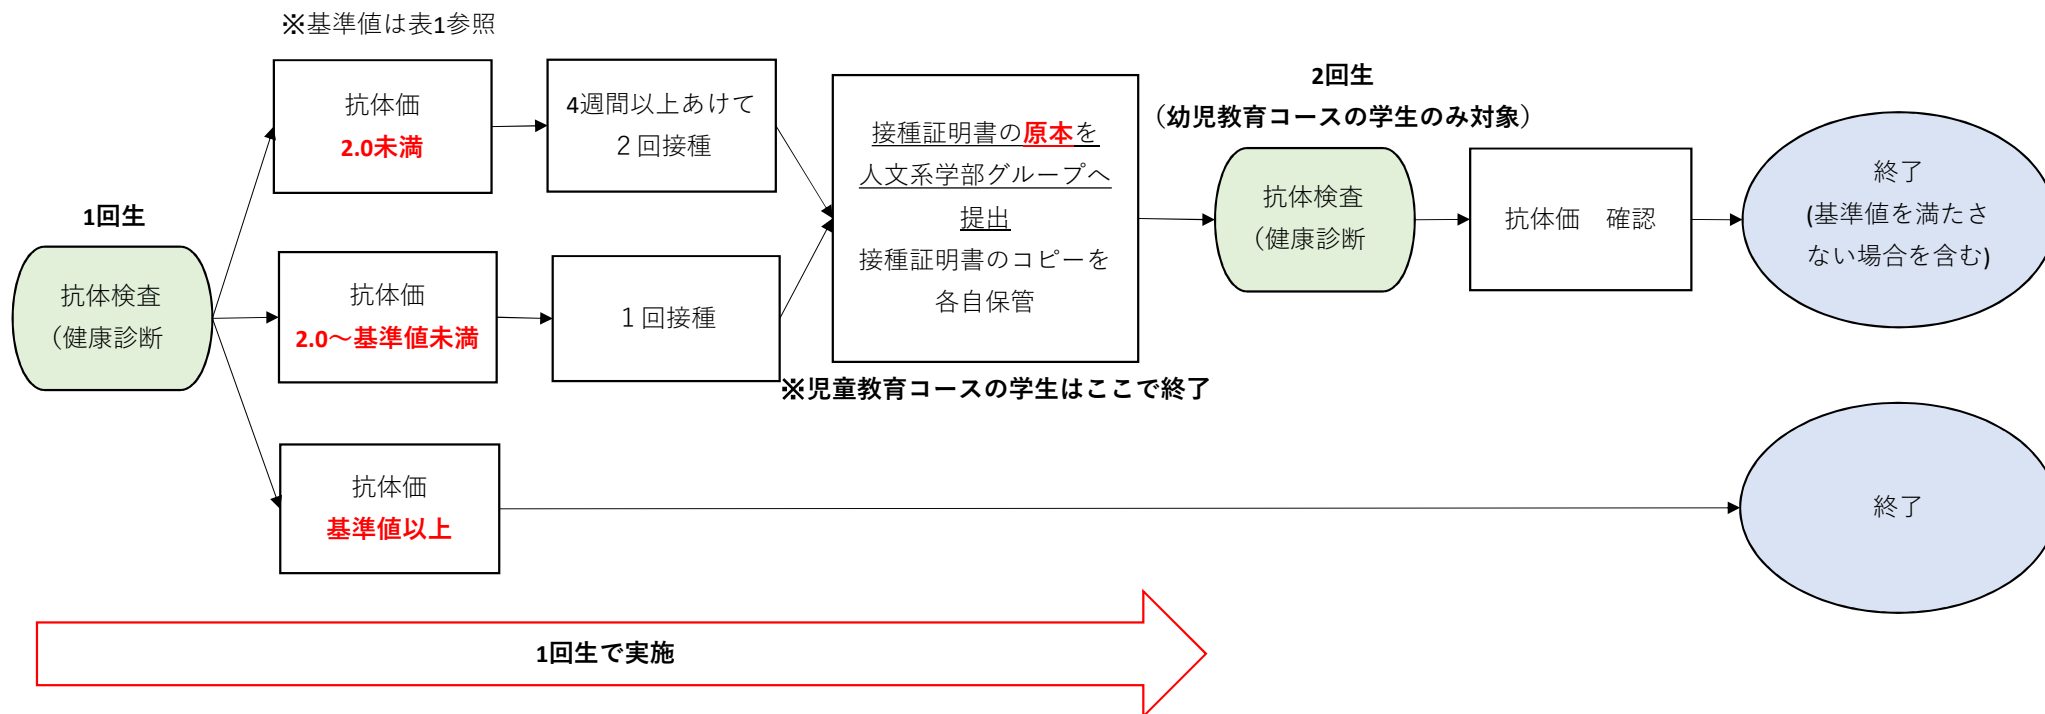 ※基準値は表1参照
1回生
抗体検査
（健康診断
抗体価
2.0未満
4週間以上あけて
２回接種
抗体価
2.0～基準値未満
１回接種
抗体価
基準値以上
接種証明書の原本を
人文系学部グループへ
提出
接種証明書のコピーを
各自保管
※児童教育コースの学生はここで終了
2回生
（幼児教育コースの学生のみ対象）
抗体検査
（健康診断
抗体価　確認
終了
(基準値を満たさ
ない場合を含む)
終了
1回生で実施